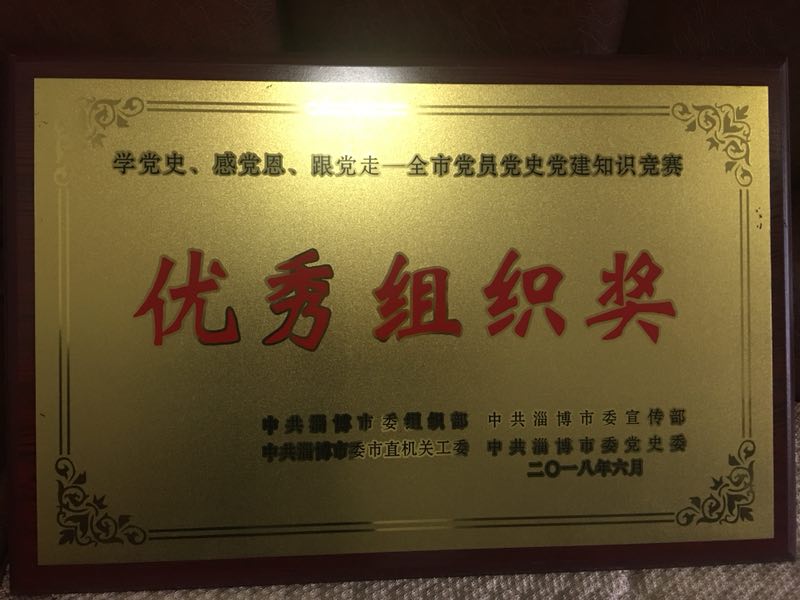 学党史、感党恩、跟党走—全市党员党史党建知识竞赛
优秀组织奖
中共淄博市委组织部 中共淄博市委宣传部
中共淄博市委市直机关工委 中共淄博市委党史委
二〇一八年六月